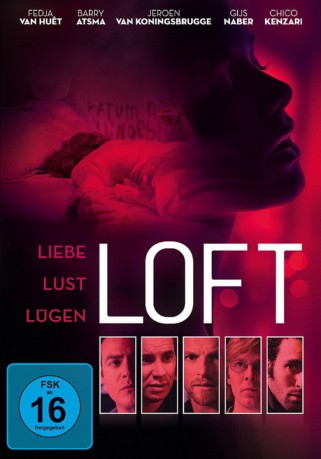 FEDJA
VAN HUÊT
BARRY
ATSMA
JEROEN
VAN KONINGSBRUGGE
GIJS
NABER
CHICO
KENZARI
FATUM
LIEBE
LUST
LÜGEN
LOFT
FSK
ab
16
freigegeben